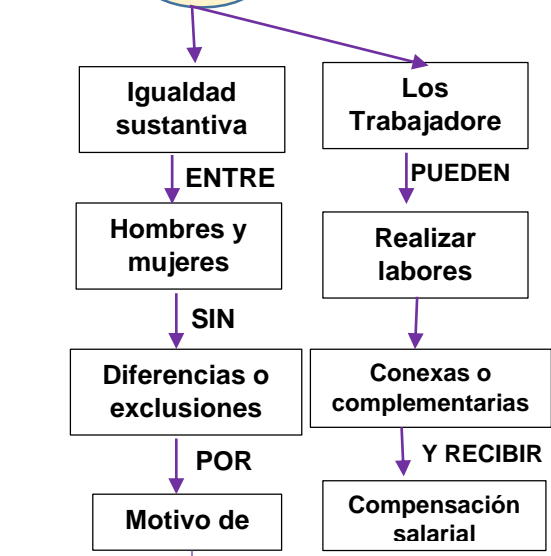 Igualdad
sustantiva
ENTRE
Hombres y
mujeres
SIN
Diferencias o
exclusiones
POR
Motivo de
Los
Trabajadore
PUEDEN
Realizar
labores
Conexas o
complementarias
Y RECIBIR
Compensación
salarial